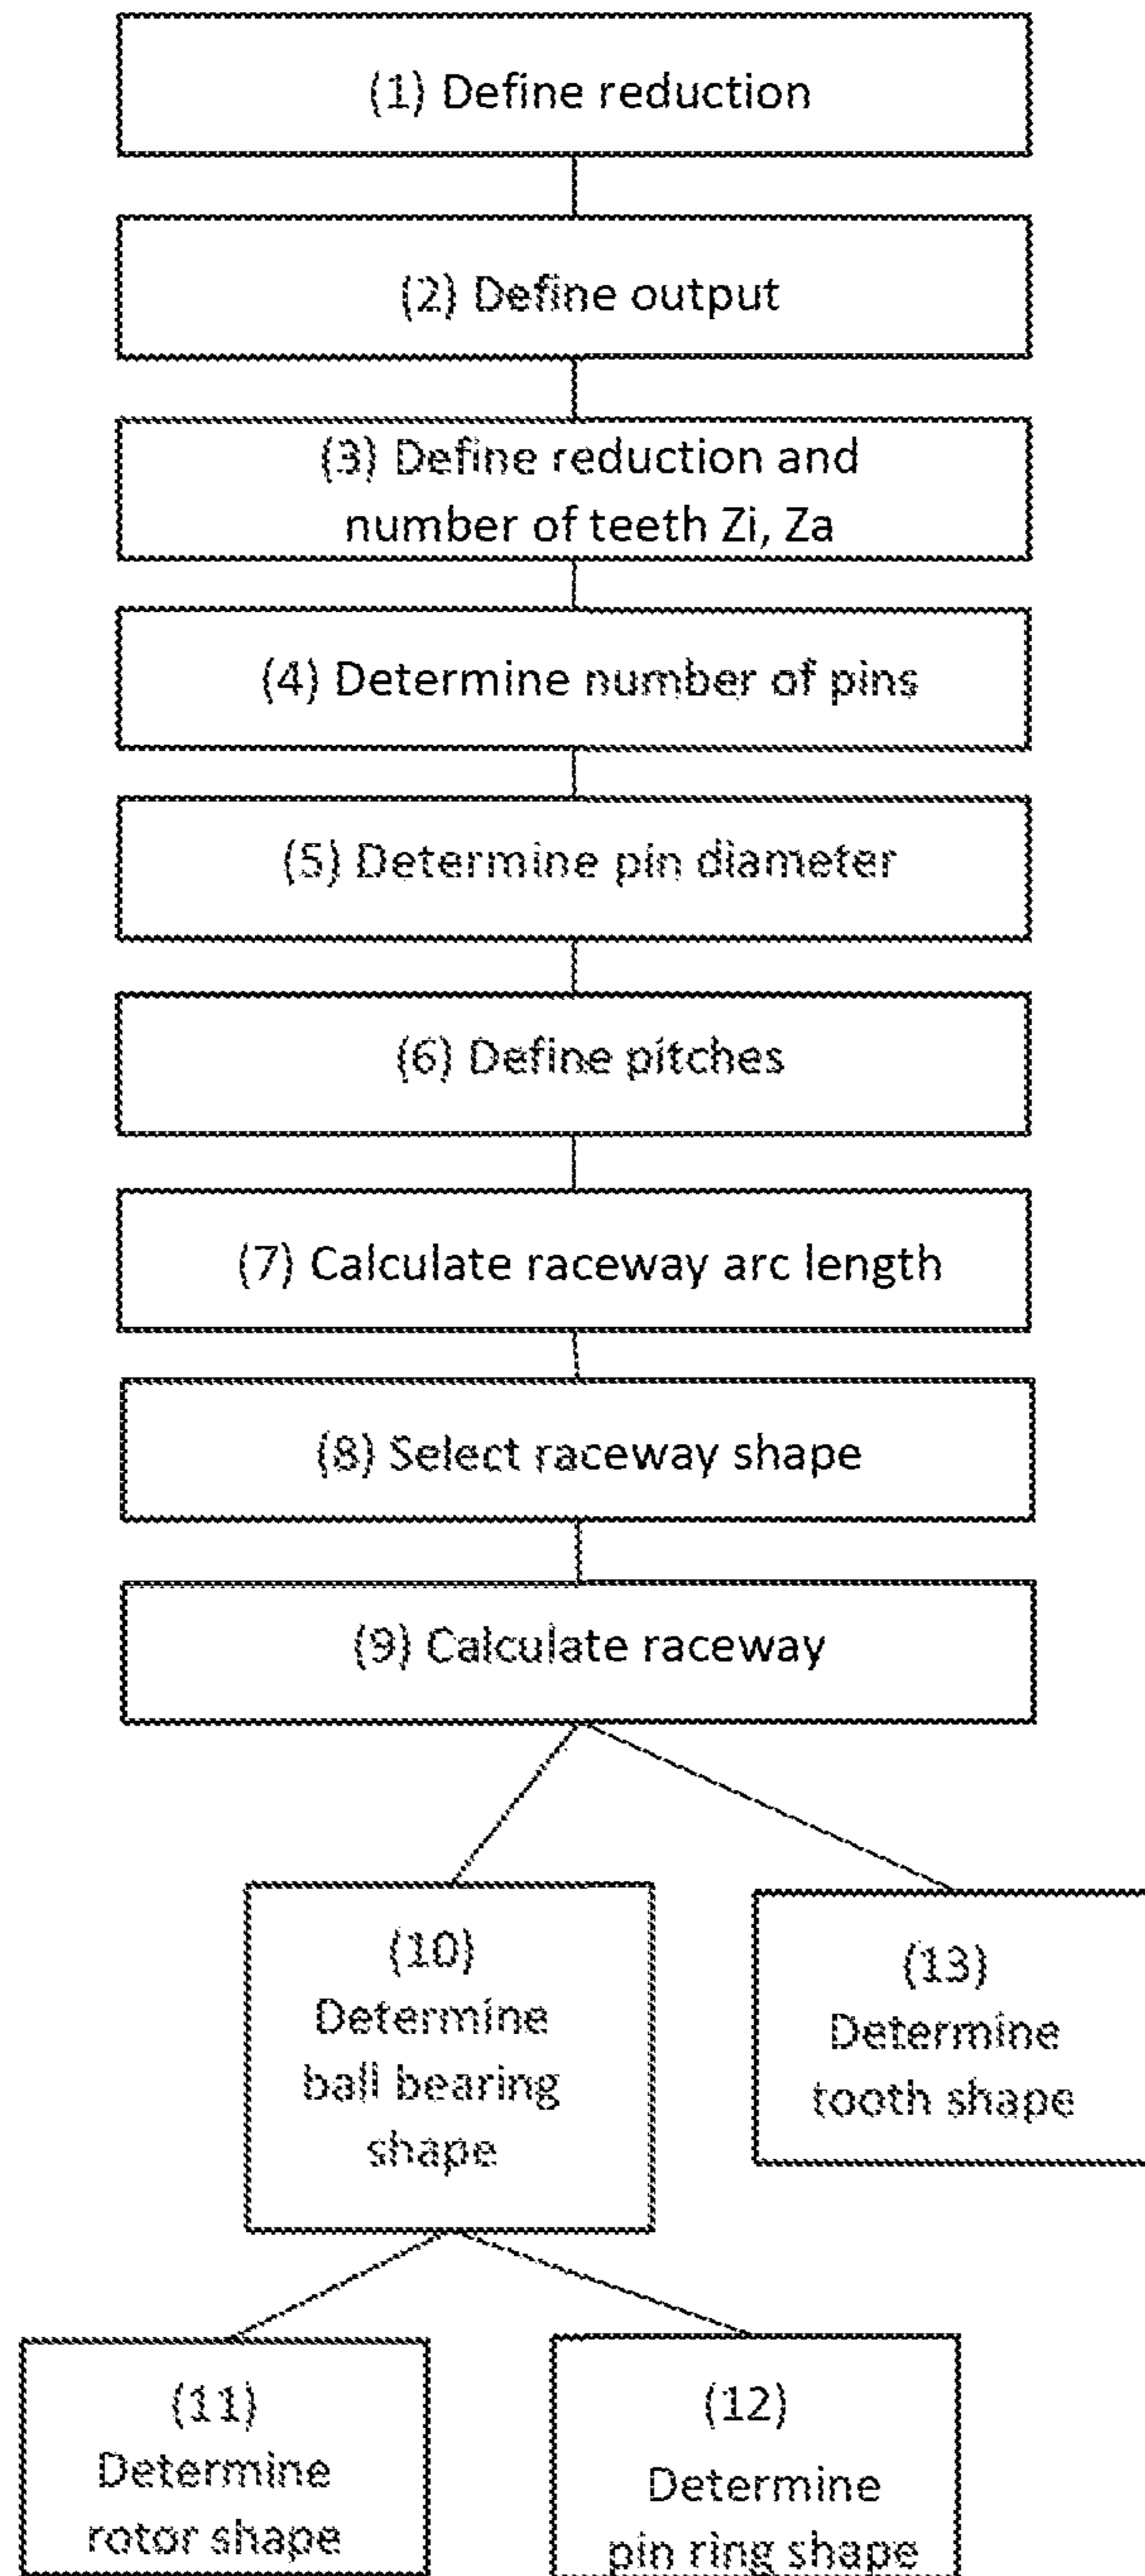 (1) Define reduction
(2) Define output
(3) Define reduction and
number of teeth Zi, Za
(4) Determine number of pins
(5) Determine pin diameter
(6) Define pitches
(7) Calculate raceway arc length
(8) Select raceway shape
(9) Calculate raceway
(10)
Determine
ball bearing
shape
(13)
Determine
tooth shape
(11)
Determine
rotor shape
(12)
Determine
pin ring shape